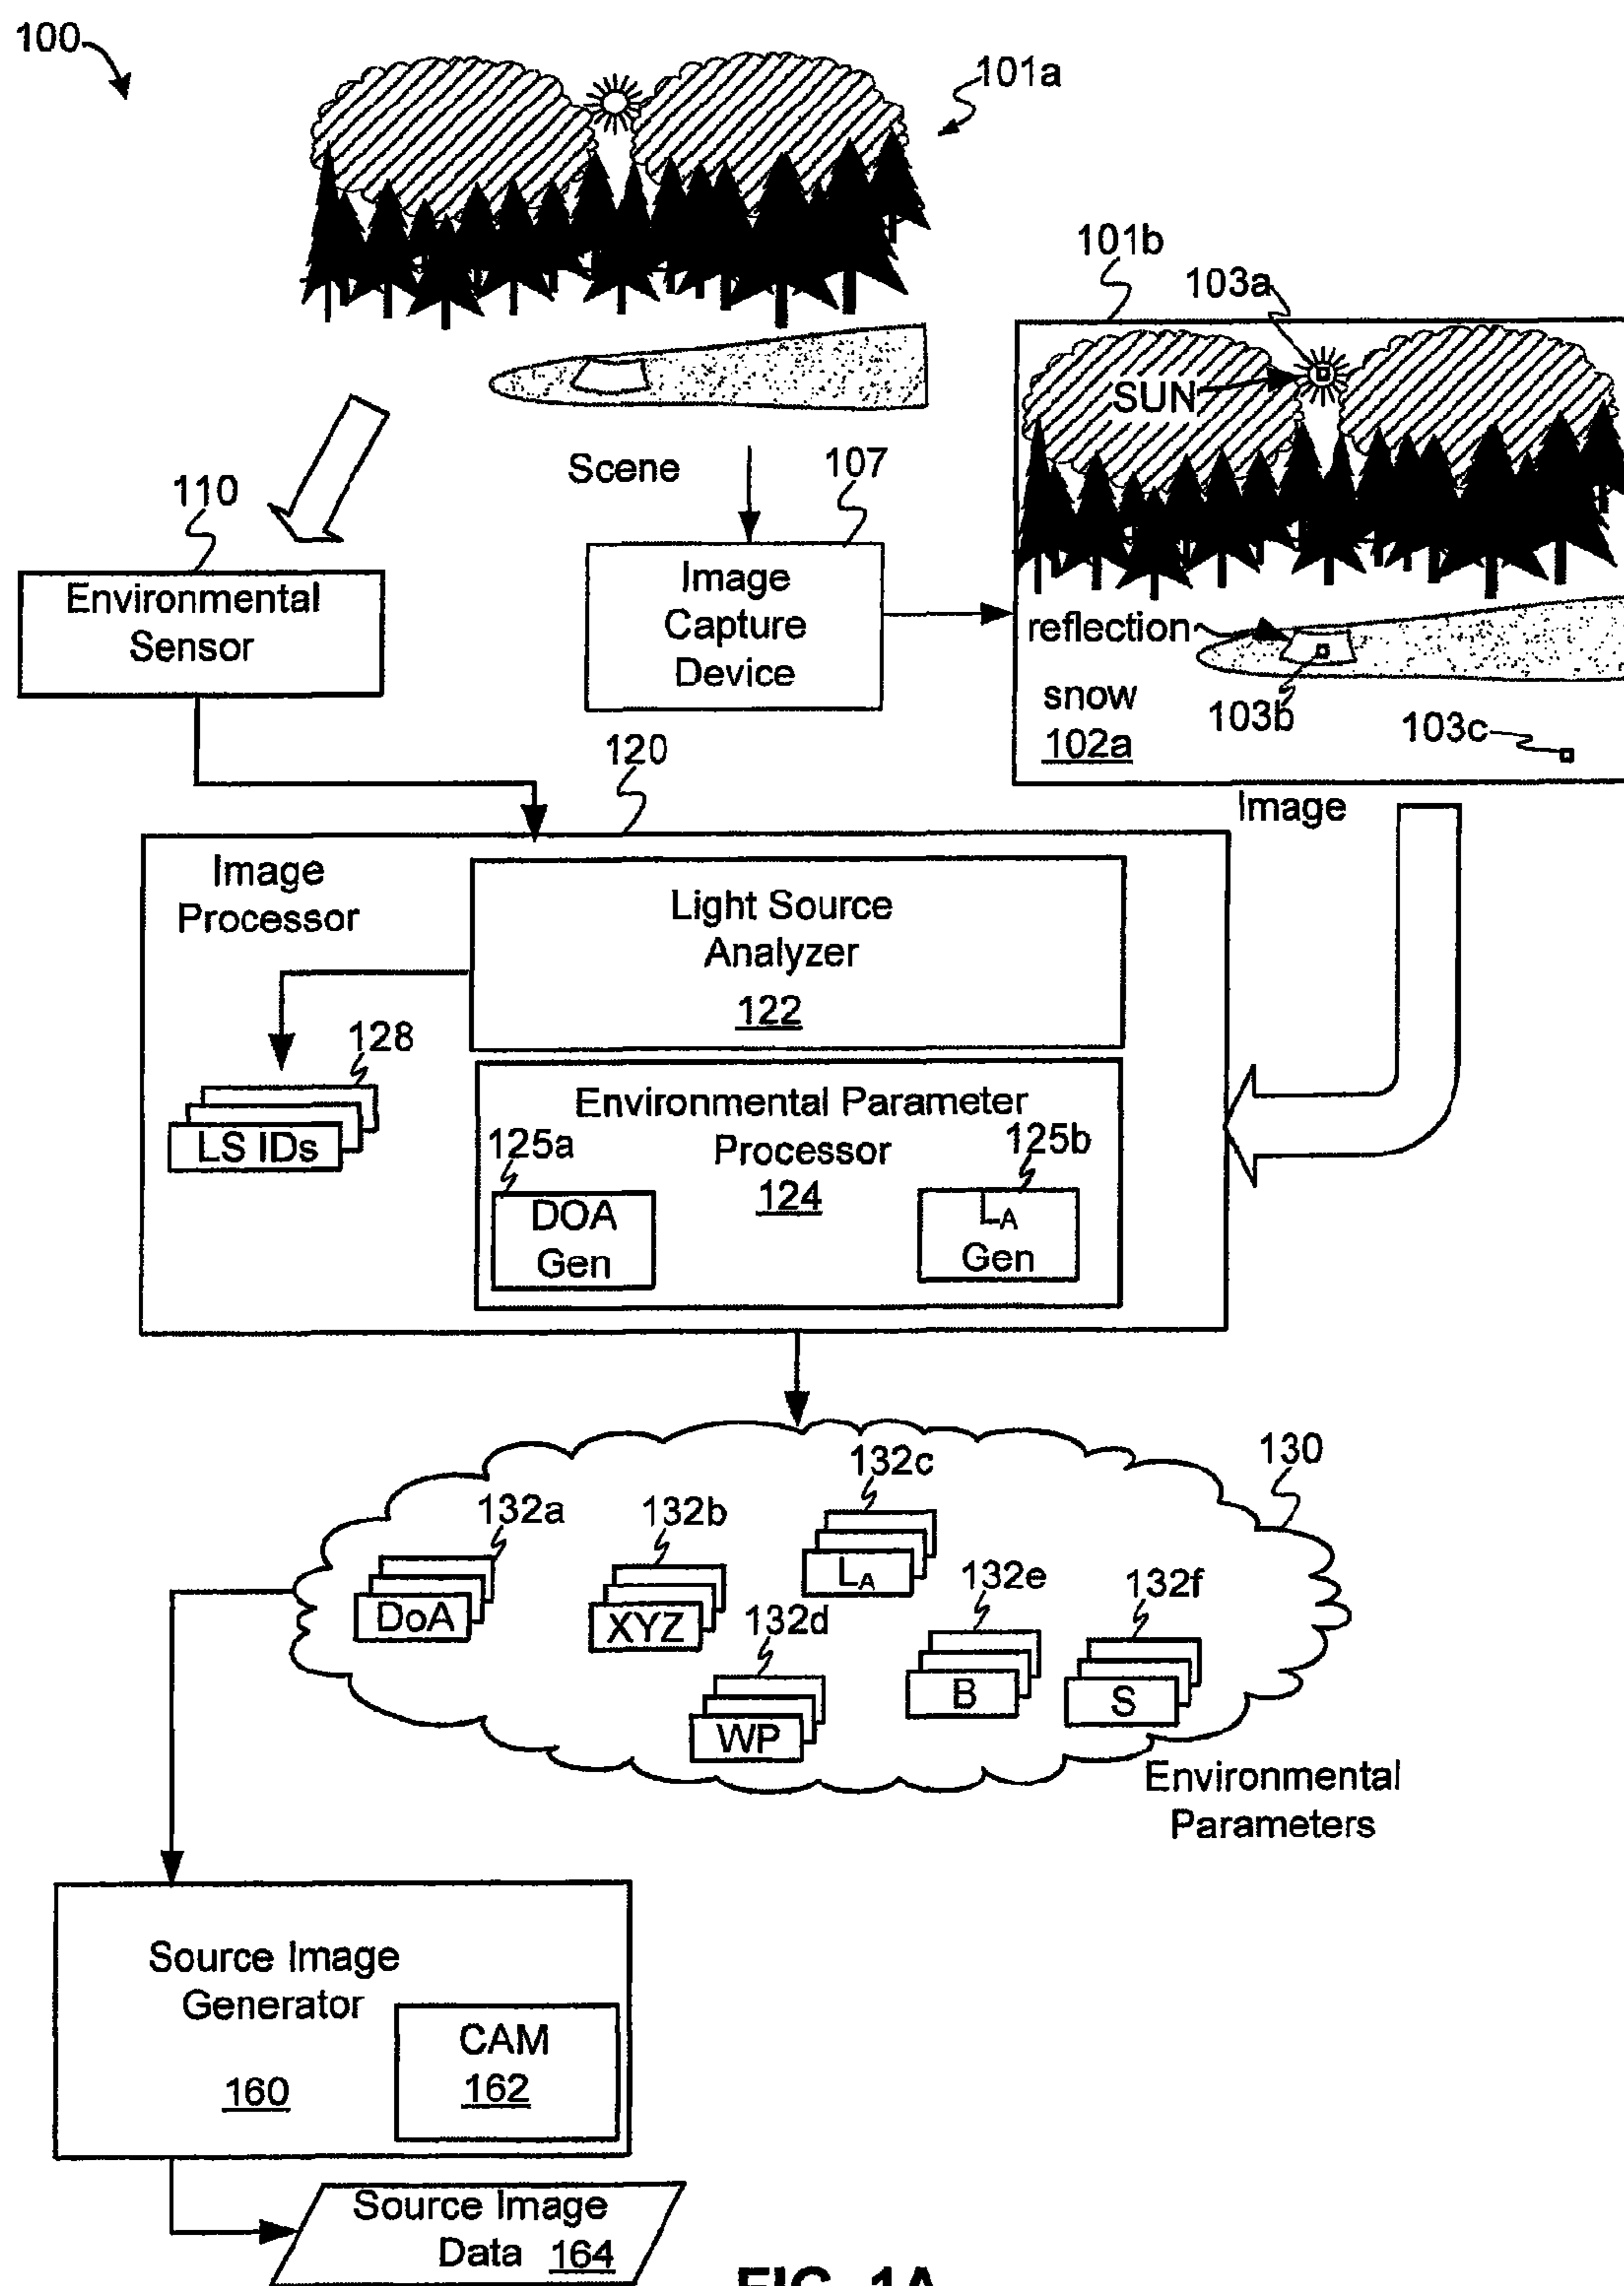 100
101a
101b
103a
SUN
Scene
107
110
Image
Capture
Device
Environmental
Sensor
reflection
snow
102a
103b
103c
Image
120
Image
Processor
Light Source
Analyzer
122
128
LS IDs
Environmental Parameter
Processor
124
125a
DOA
Gen
125b
LA
Gen
130
132a
DoA
132b
XYZ
132c
LA
132d
WP
132e
B
132f
S
Environmental
Parameters
Source Image
Generator
160
CAM
162
Source Image
Data 164
FIG. 1A